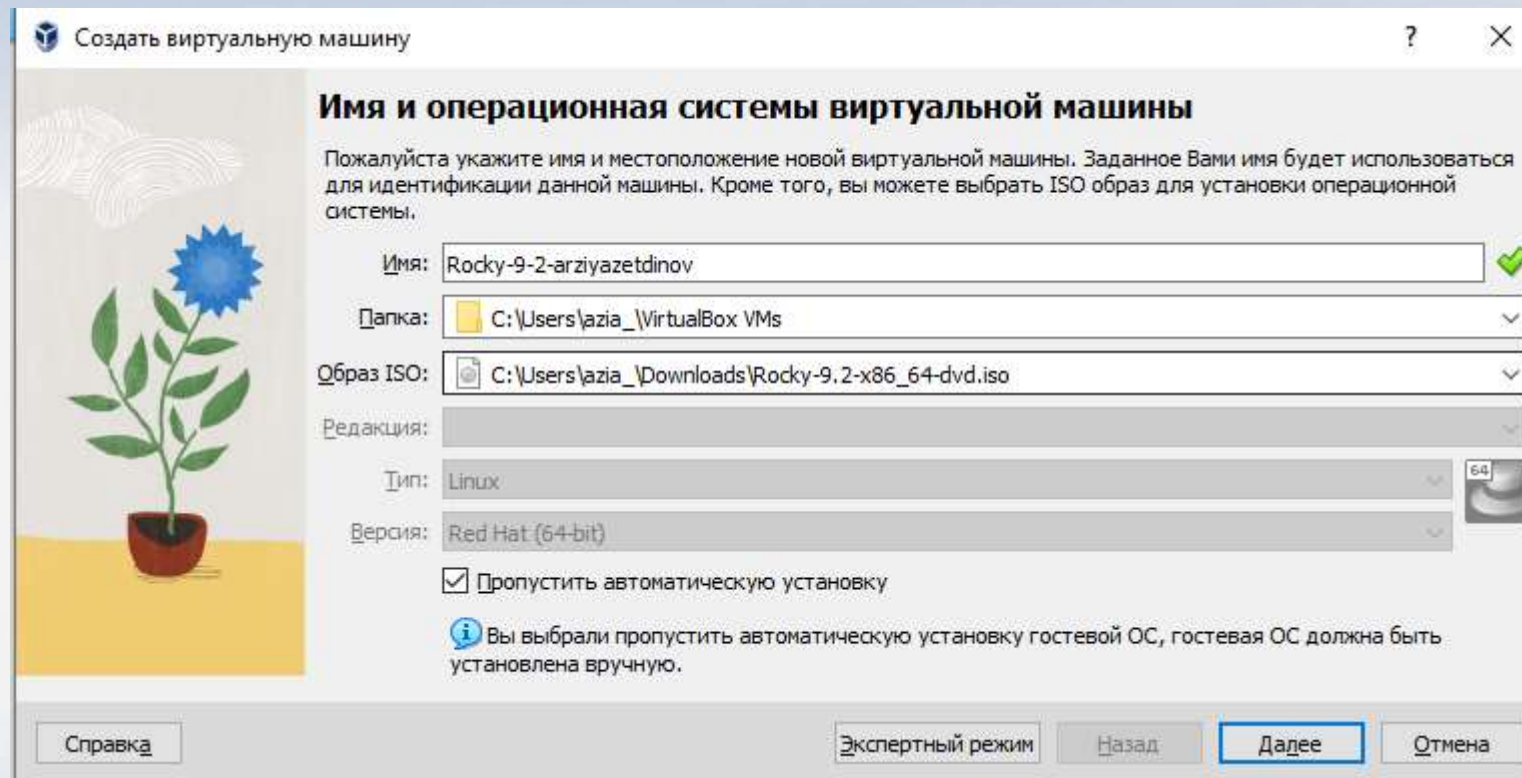 Создать виртуальную машину
?
Имя и операционная системы виртуальной машины
Пожалуйста укажите имя и местоположение новой виртуальной машины. Заданное Вами имя будет использоваться
для идентификации данной машины. Кроме того, вы можете выбрать ISO образ для установки операционной
системы.
Имя: Rocky-9-2-arziyazetdinov
Папка: C:\Users\azia_\VirtualBox VMs
Образ ISO: C:\Users\azia_\Downloads\Rocky-9.2-x86_64-dvd.iso
Редакция:
Тип: Linux
64
Версия: Red Hat (64-bit)
Пропустить автоматическую установку
Вы выбрали пропустить автоматическую установку гостевой ОС, гостевая ОС должна быть
установлена вручную.
Справка Экспертный режим Назад Далее Отмена